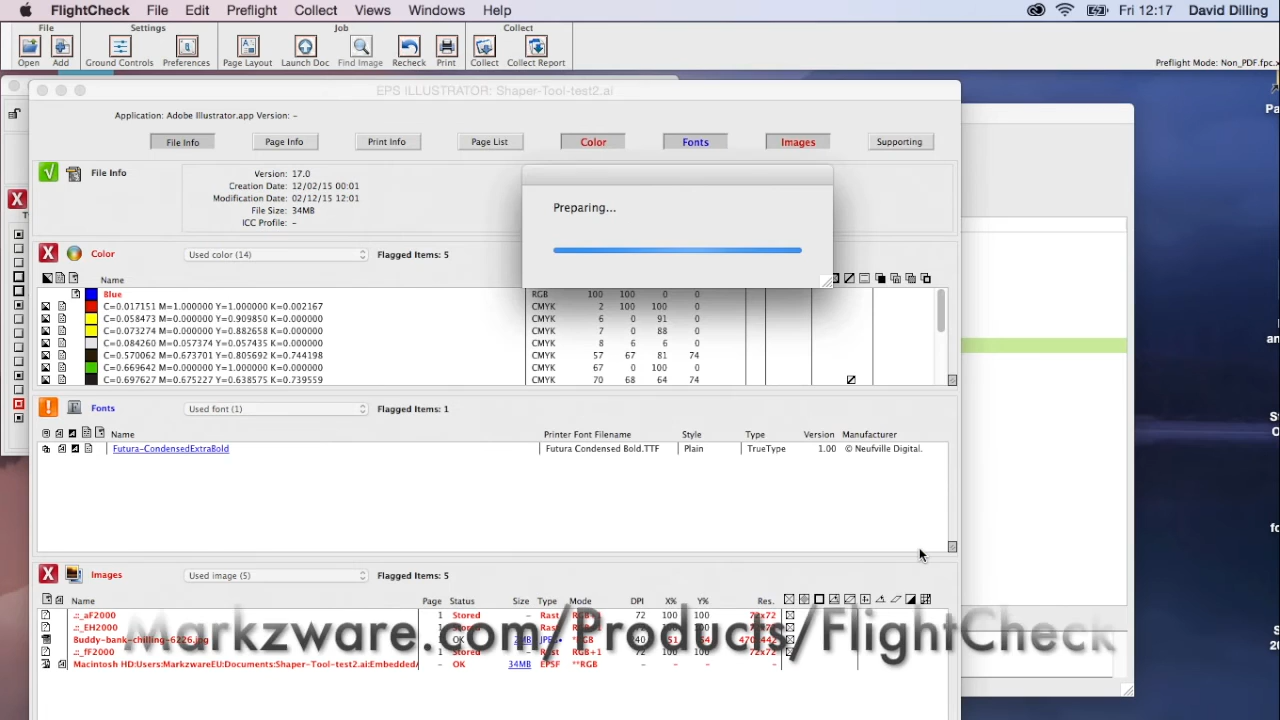 FlightCheck File Edit Preflight Collect Views Windows Help Fri 12:17 David Dilling
File Settings Job Collect
Open Add Ground Controls Preferences Page Layout Launch Doc Find Image Recheck Print Collect Collect Report Preflight Mode: Non_PDF.fpc.x
EPS ILLUSTRATOR: Shaper-Tool-test2.ai
Application: Adobe Illustrator.app Version: -
File Info Page Info Print Info Page List Color Fonts Images Supporting
File Info
Version: 17.0
Creation Date: 12/02/15 00:01
Modification Date: 02/12/15 12:01
File Size: 34MB
ICC Profile: -
Preparing...
Color Used color (14) Flagged Items: 5
Name
Blue RGB 100 100 0 0
C=0.017151 M=1.000000 Y=1.000000 K=0.002167 CMYK 2 100 100 0
C=0.058473 M=0.000000 Y=0.909850 K=0.000000 CMYK 6 0 91 0
C=0.073274 M=0.000000 Y=0.882658 K=0.000000 CMYK 7 0 88 0
C=0.084260 M=0.057374 Y=0.057435 K=0.000000 CMYK 8 6 6 0
C=0.570062 M=0.673701 Y=0.805692 K=0.744198 CMYK 57 67 81 74
C=0.669642 M=0.000000 Y=1.000000 K=0.000000 CMYK 67 0 100 0
C=0.697627 M=0.675227 Y=0.638575 K=0.739559 CMYK 70 68 64 74
Fonts Used font (1) Flagged Items: 1
Name Printer Font Filename Style Type Version Manufacturer
Futura-CondensedExtraBold Futura Condensed Bold.TTF Plain TrueType 1.00 © Neufville Digital.
Images Used image (5) Flagged Items: 5
Name Page Status Size Type Mode DPI X% Y% Res.
.::_aF2000 1 Stored Rast RGB+1 72 100 100 72x72
.::_EH2000 1 Stored Rast
Buddy-bank-chilling-6226.jpg 1 OK 2MB JPEG
.::_fF2000 1 Stored Rast RGB+1 72 100 100 72x72
Macintosh HD:Users:MarkzwareEU:Documents:Shaper-Tool-test2.ai:Embedded/ - OK 34MB EPSF **RGB - - - -
Markzware.com/Products/FlightCheck